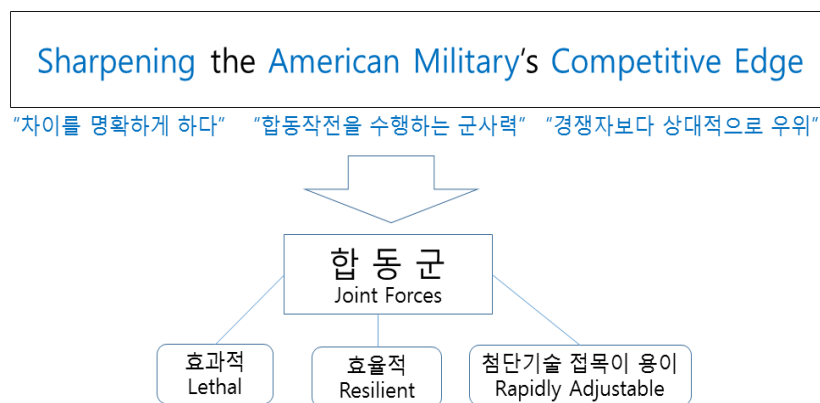 Sharpening the American Military's Competitive Edge
“차이를 명확하게 하다” “합동작전을 수행하는 군사력” “경쟁자보다 상대적으로 우위”
합 동 군
Joint Forces
효과적
Lethal
효율적
Resilient
첨단기술 접목이 용이
Rapidly Adjustable